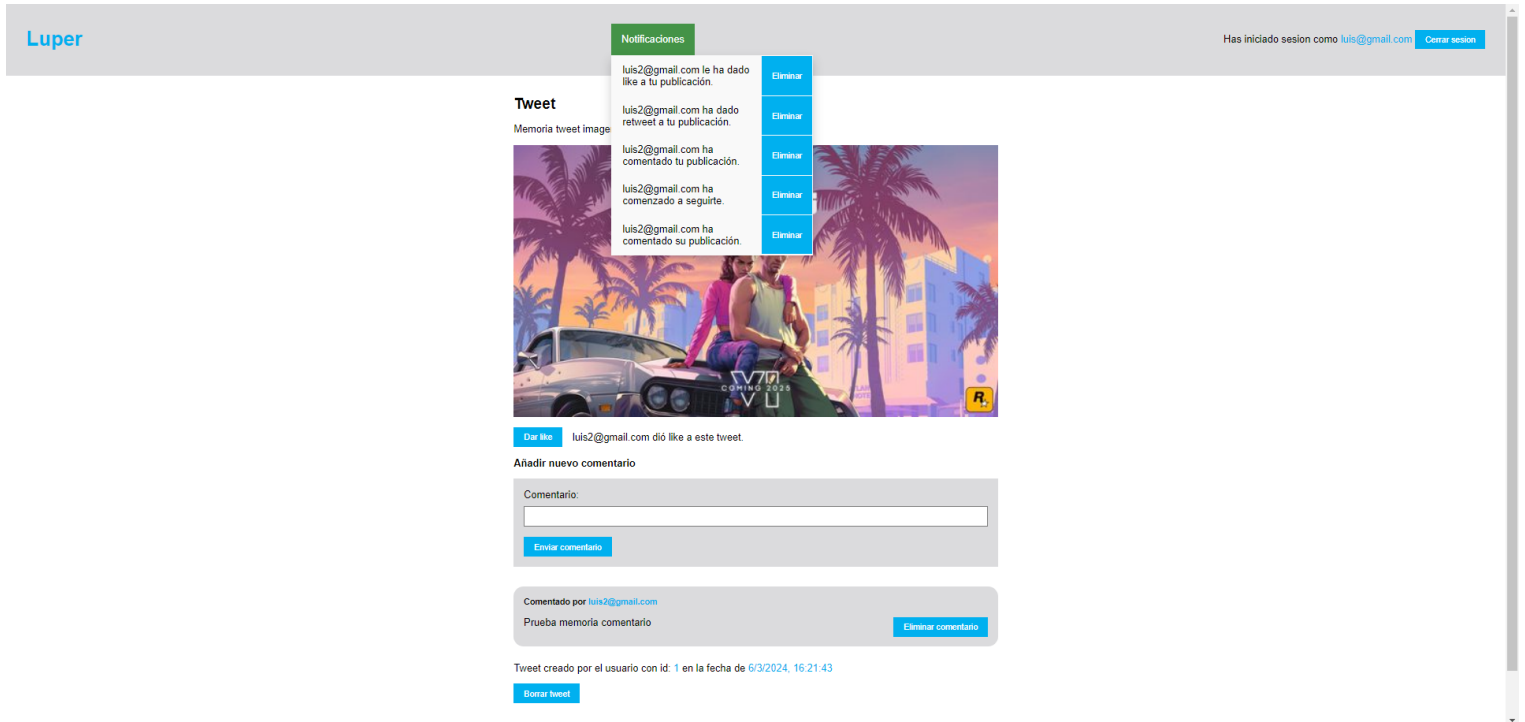 Luper
Notificaciones
Has iniciado sesion como luis@gmail.com
Cerrar sesion
luis2@gmail.com le ha dado
like a tu publicación.
Eliminar
luis2@gmail.com ha dado
retweet a tu publicación.
Eliminar
luis2@gmail.com ha
comentado tu publicación.
Eliminar
luis2@gmail.com ha
comenzado a seguirte.
Eliminar
luis2@gmail.com ha
comentado su publicación.
Eliminar
Tweet
Memoria tweet image
VI
COMING 2025
R
Dar like
luis2@gmail.com dió like a este tweet.
Añadir nuevo comentario
Comentario:
Enviar comentario
Comentado por luis2@gmail.com
Prueba memoria comentario
Eliminar comentario
Tweet creado por el usuario con id: 1 en la fecha de 6/3/2024, 16:21:43
Borrar tweet